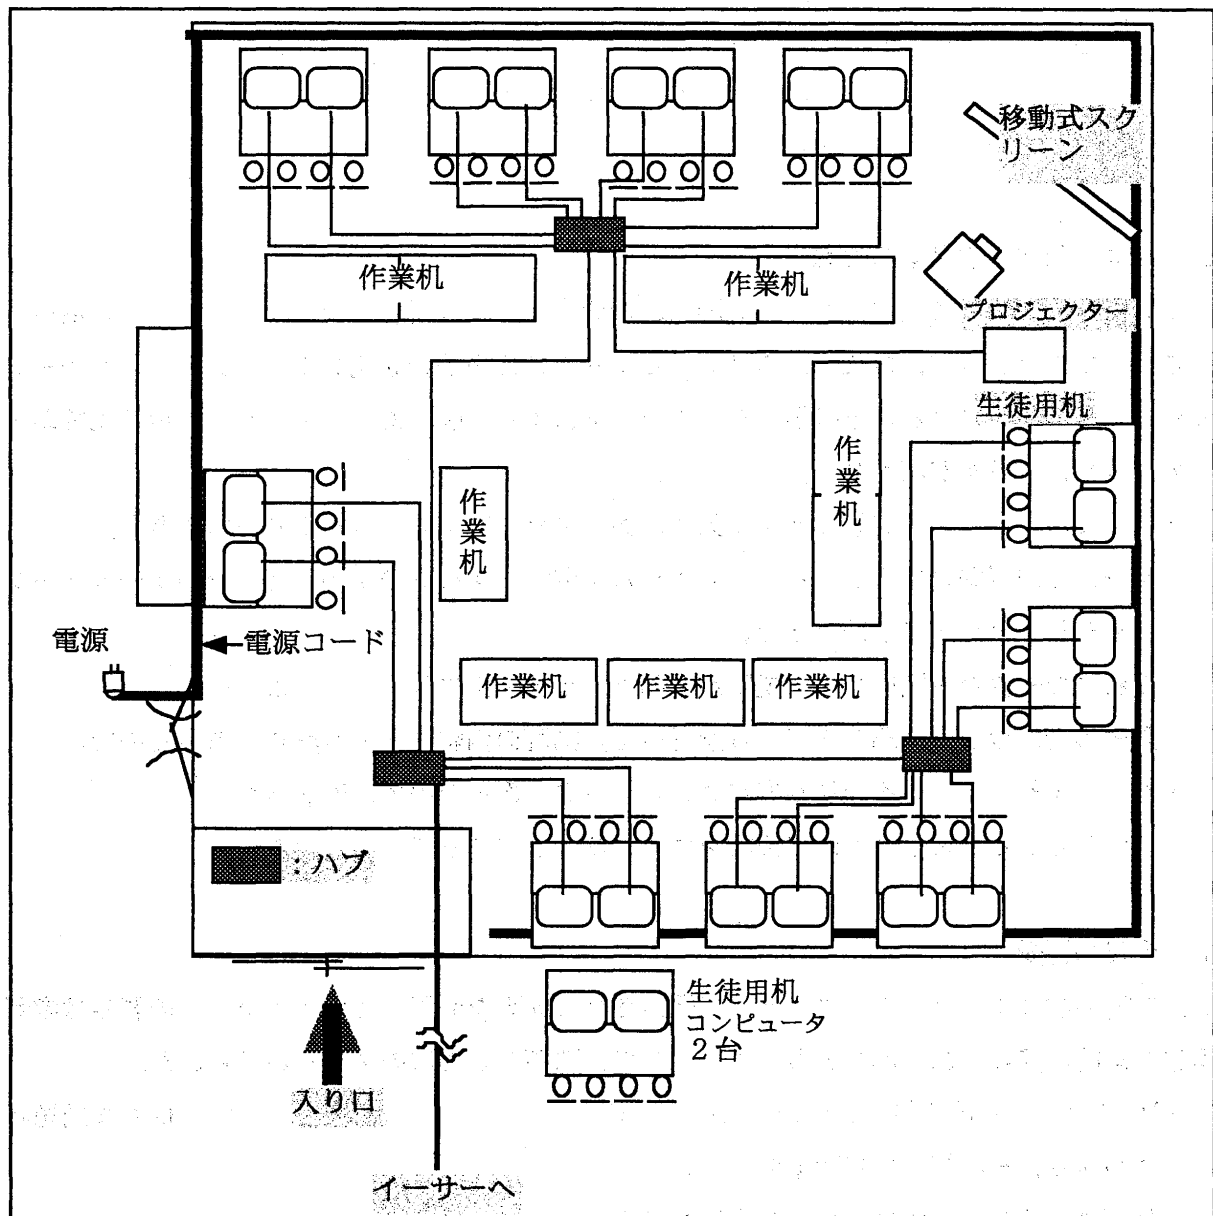 移動式スク
リーン
作業机
作業机
プロジェクター
生徒用机
作業机
作業机
電源
電源コード
作業机
作業机
作業机
：ハブ
生徒用机
コンピュータ
２台
入り口
イーサーへ